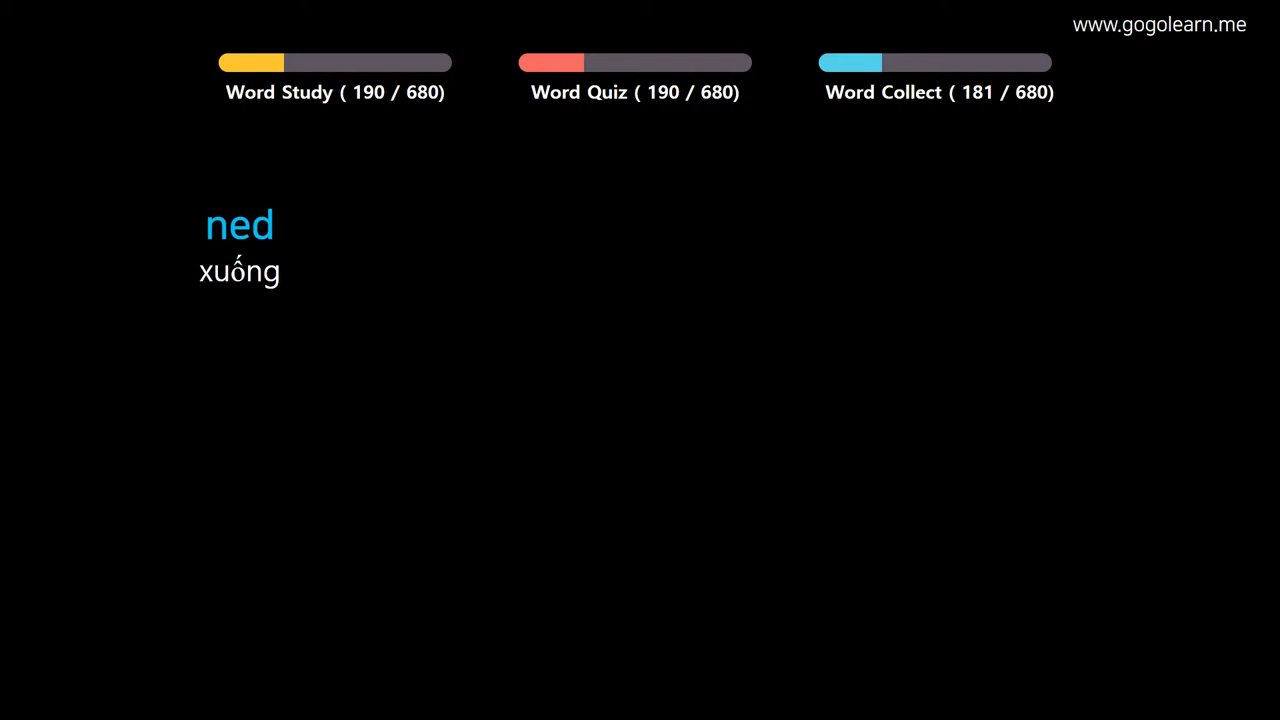 www.gogolearn.me
Word Study ( 190 / 680)
Word Quiz ( 190 / 680)
Word Collect ( 181 / 680)
ned
xuống